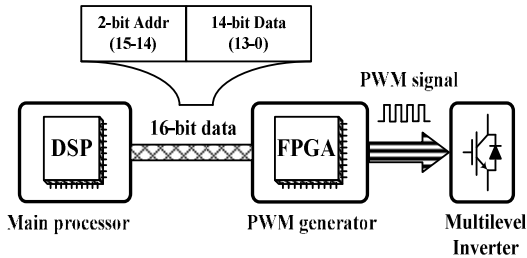 2-bit Addr
(15-14)
14-bit Data
(13-0)
PWM signal
16-bit data
DSP
FPGA
Main processor
PWM generator
Multilevel
Inverter